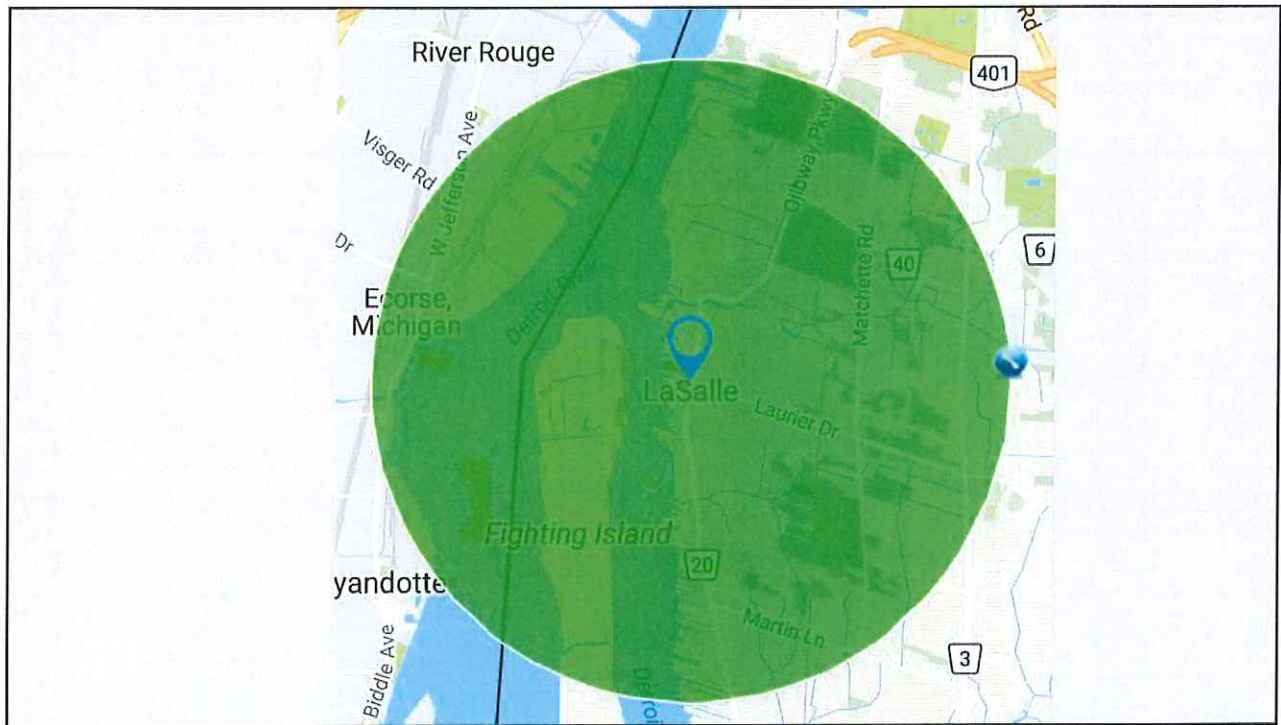 River Rouge
Rd
401
Visger Rd
W Jefferson Ave
Ojibway Pkwy
Dr
Matchette Rd
6
40
Ecorse,
Michigan
Detroit River
LaSalle
Laurier Dr
Fighting Island
20
yandotte
Martin Ln
3
Biddle Ave
Detroi